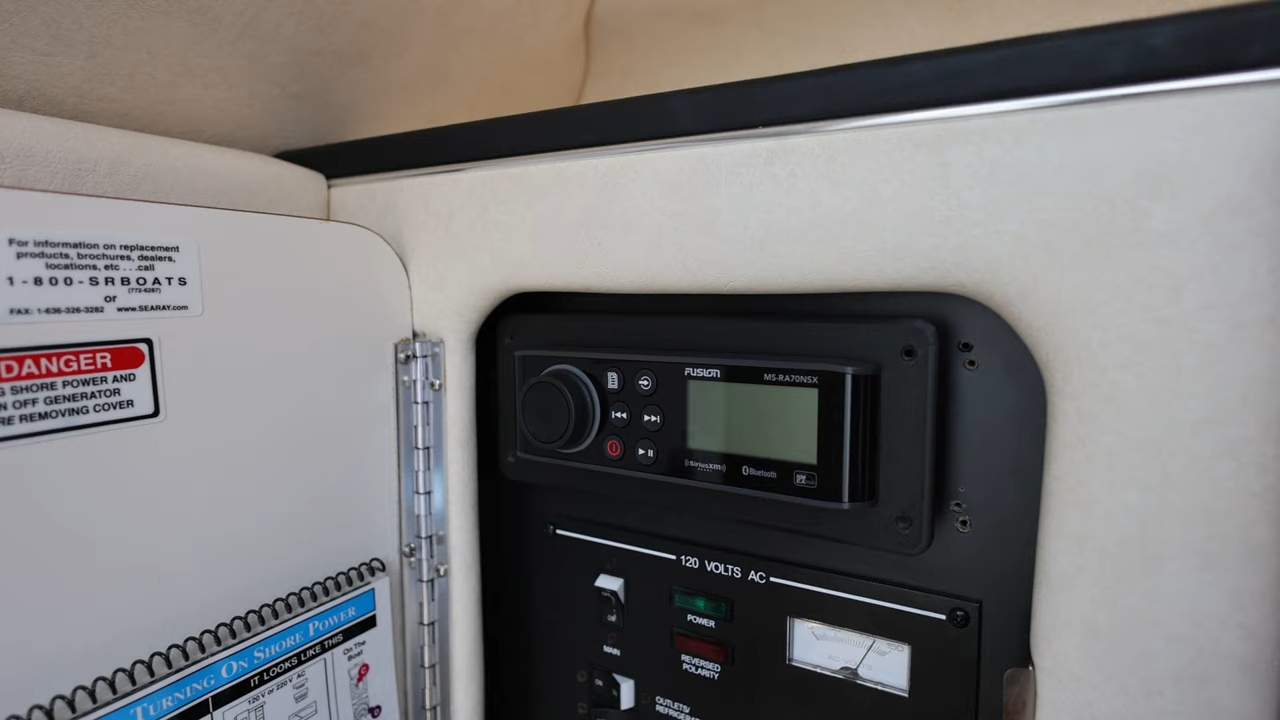 For information on replacement
products, brochures, dealers,
locations, etc . . .call
1-800-SRBOATS
(772-6287)
or
FAX: 1-636-326-3282 www.SEARAY.com
DANGER
SHORE POWER AND
OFF GENERATOR
REMOVING COVER
TURNING ON SHORE POWER
IT LOOKS LIKE THIS
On The
Boat
120 V or 220 V AC
FUSION MS-RA70NSX
siriusxm Bluetooth
120 VOLTS AC
ON
POWER
MAIN
REVERSED
POLARITY
ON
OUTLETS/